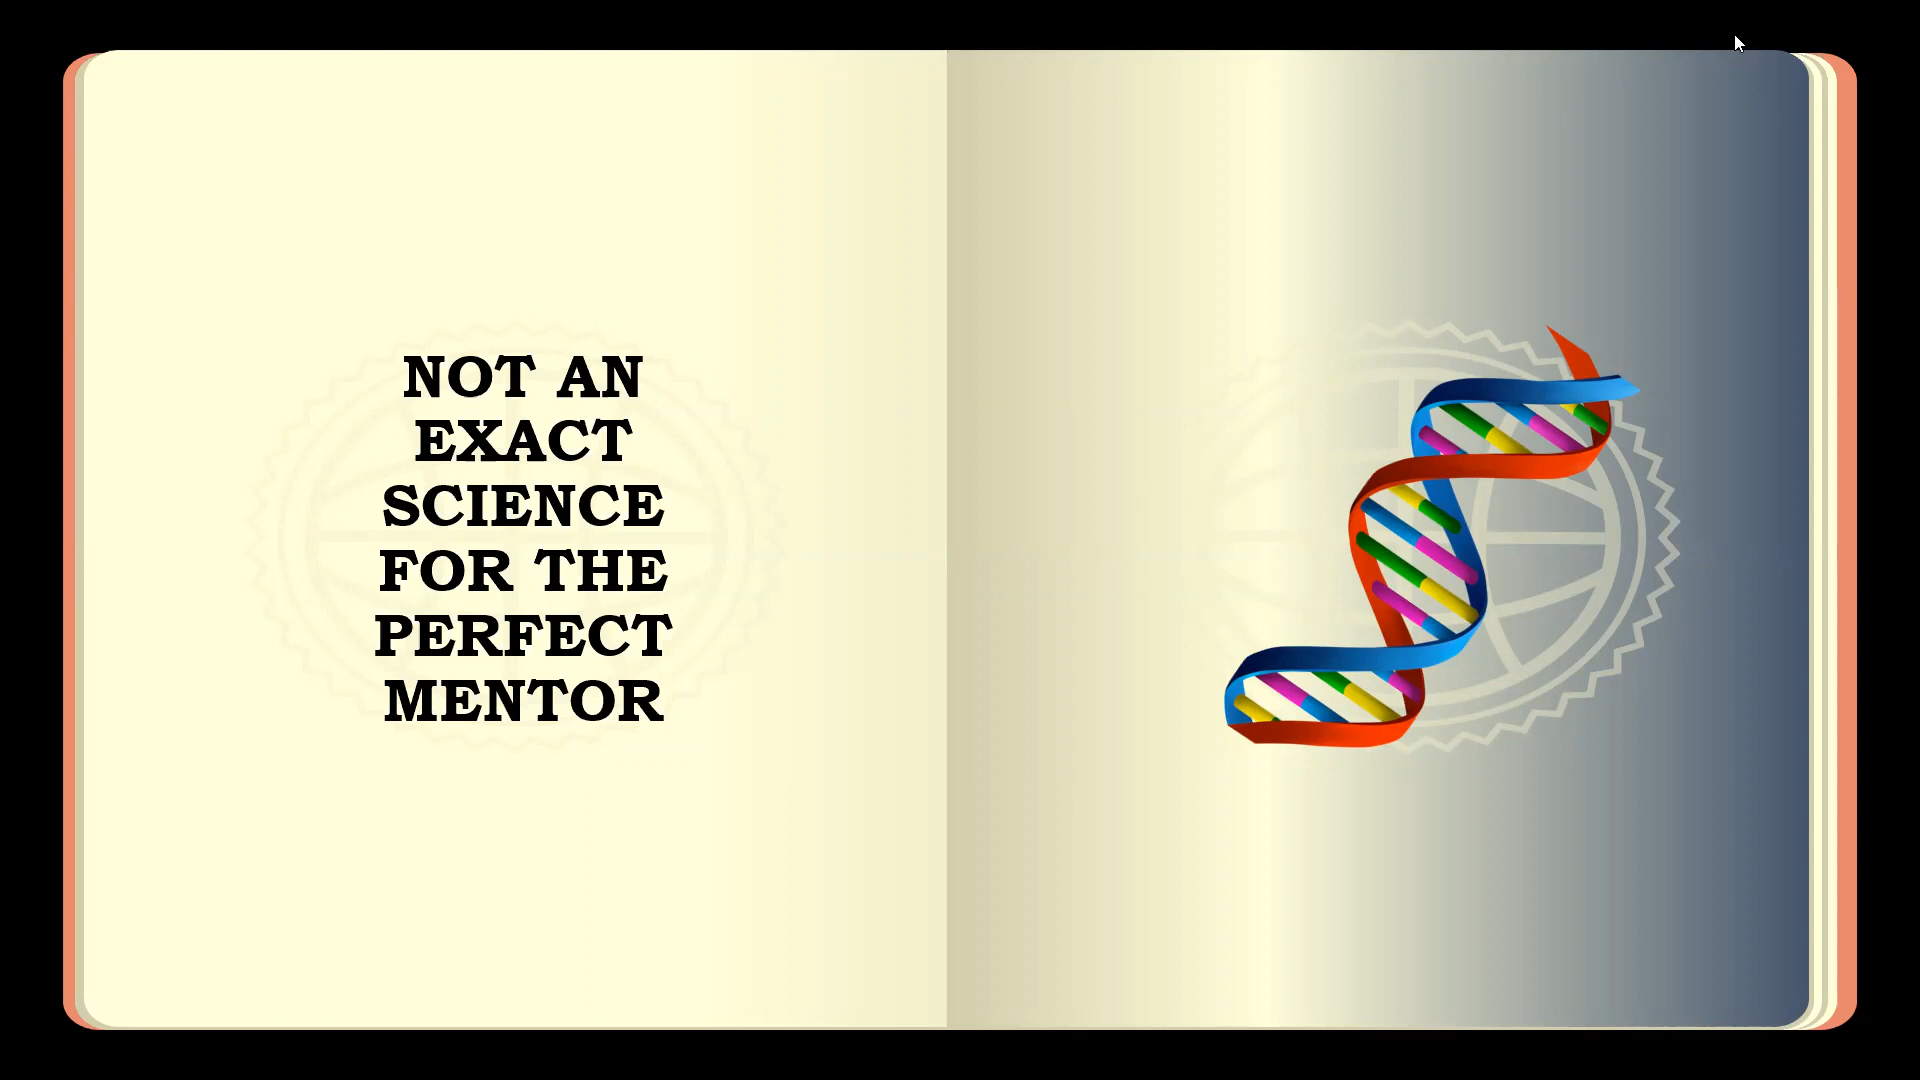 NOT AN
EXACT
SCIENCE
FOR THE
PERFECT
MENTOR